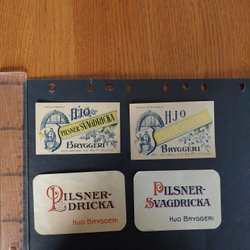 HJO
PILSNER SVAGDRICKA
BRYGGERI
HJO
BRYGGERI
PILSNER-
DRICKA
HJO BRYGGERI
PILSNER-
SVAGDRICKA
HJO BRYGGERI